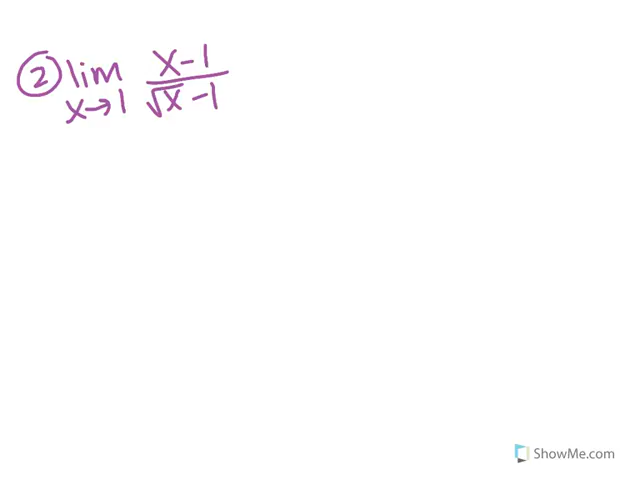 ② lim x→1 (x-1)/(√x -1)
ShowMe.com